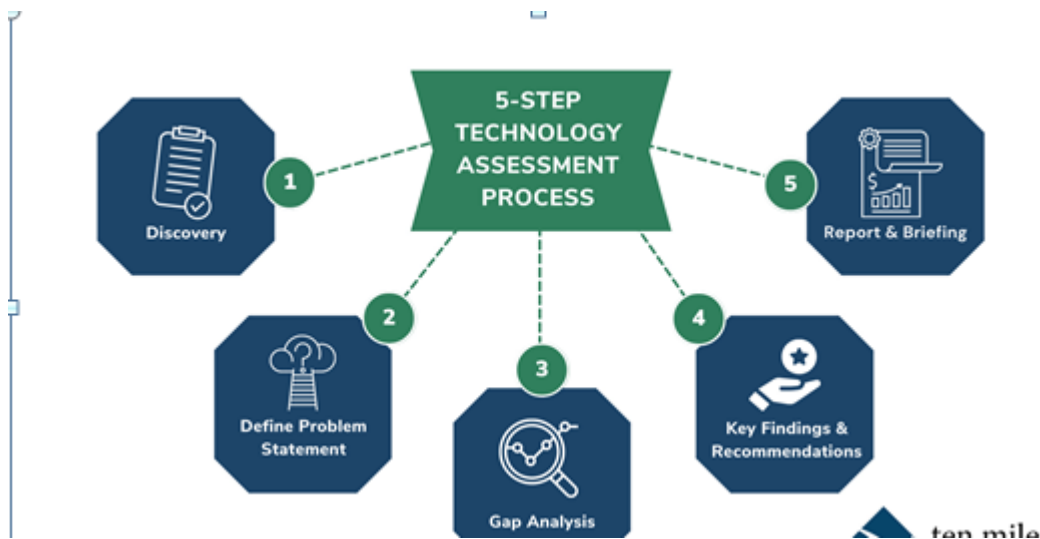 5-STEP
TECHNOLOGY
ASSESSMENT
PROCESS
1
Discovery
2
Define Problem
Statement
3
Gap Analysis
4
Key Findings &
Recommendations
5
$
Report & Briefing
ten mile